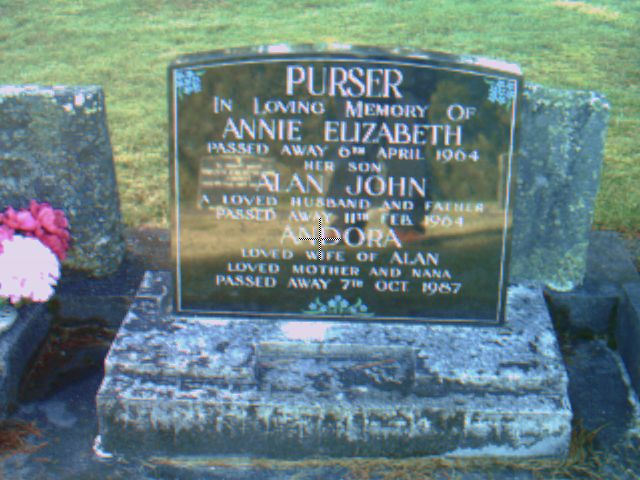 PURSER
IN LOVING MEMORY OF
ANNIE ELIZABETH
PASSED AWAY 6TH APRIL 1964
HER SON
ALAN JOHN
A LOVED HUSBAND AND FATHER
PASSED AWAY 11TH FEB. 1964
ANDORA
LOVED WIFE OF ALAN
LOVED MOTHER AND NANA
PASSED AWAY 7TH OCT. 1987